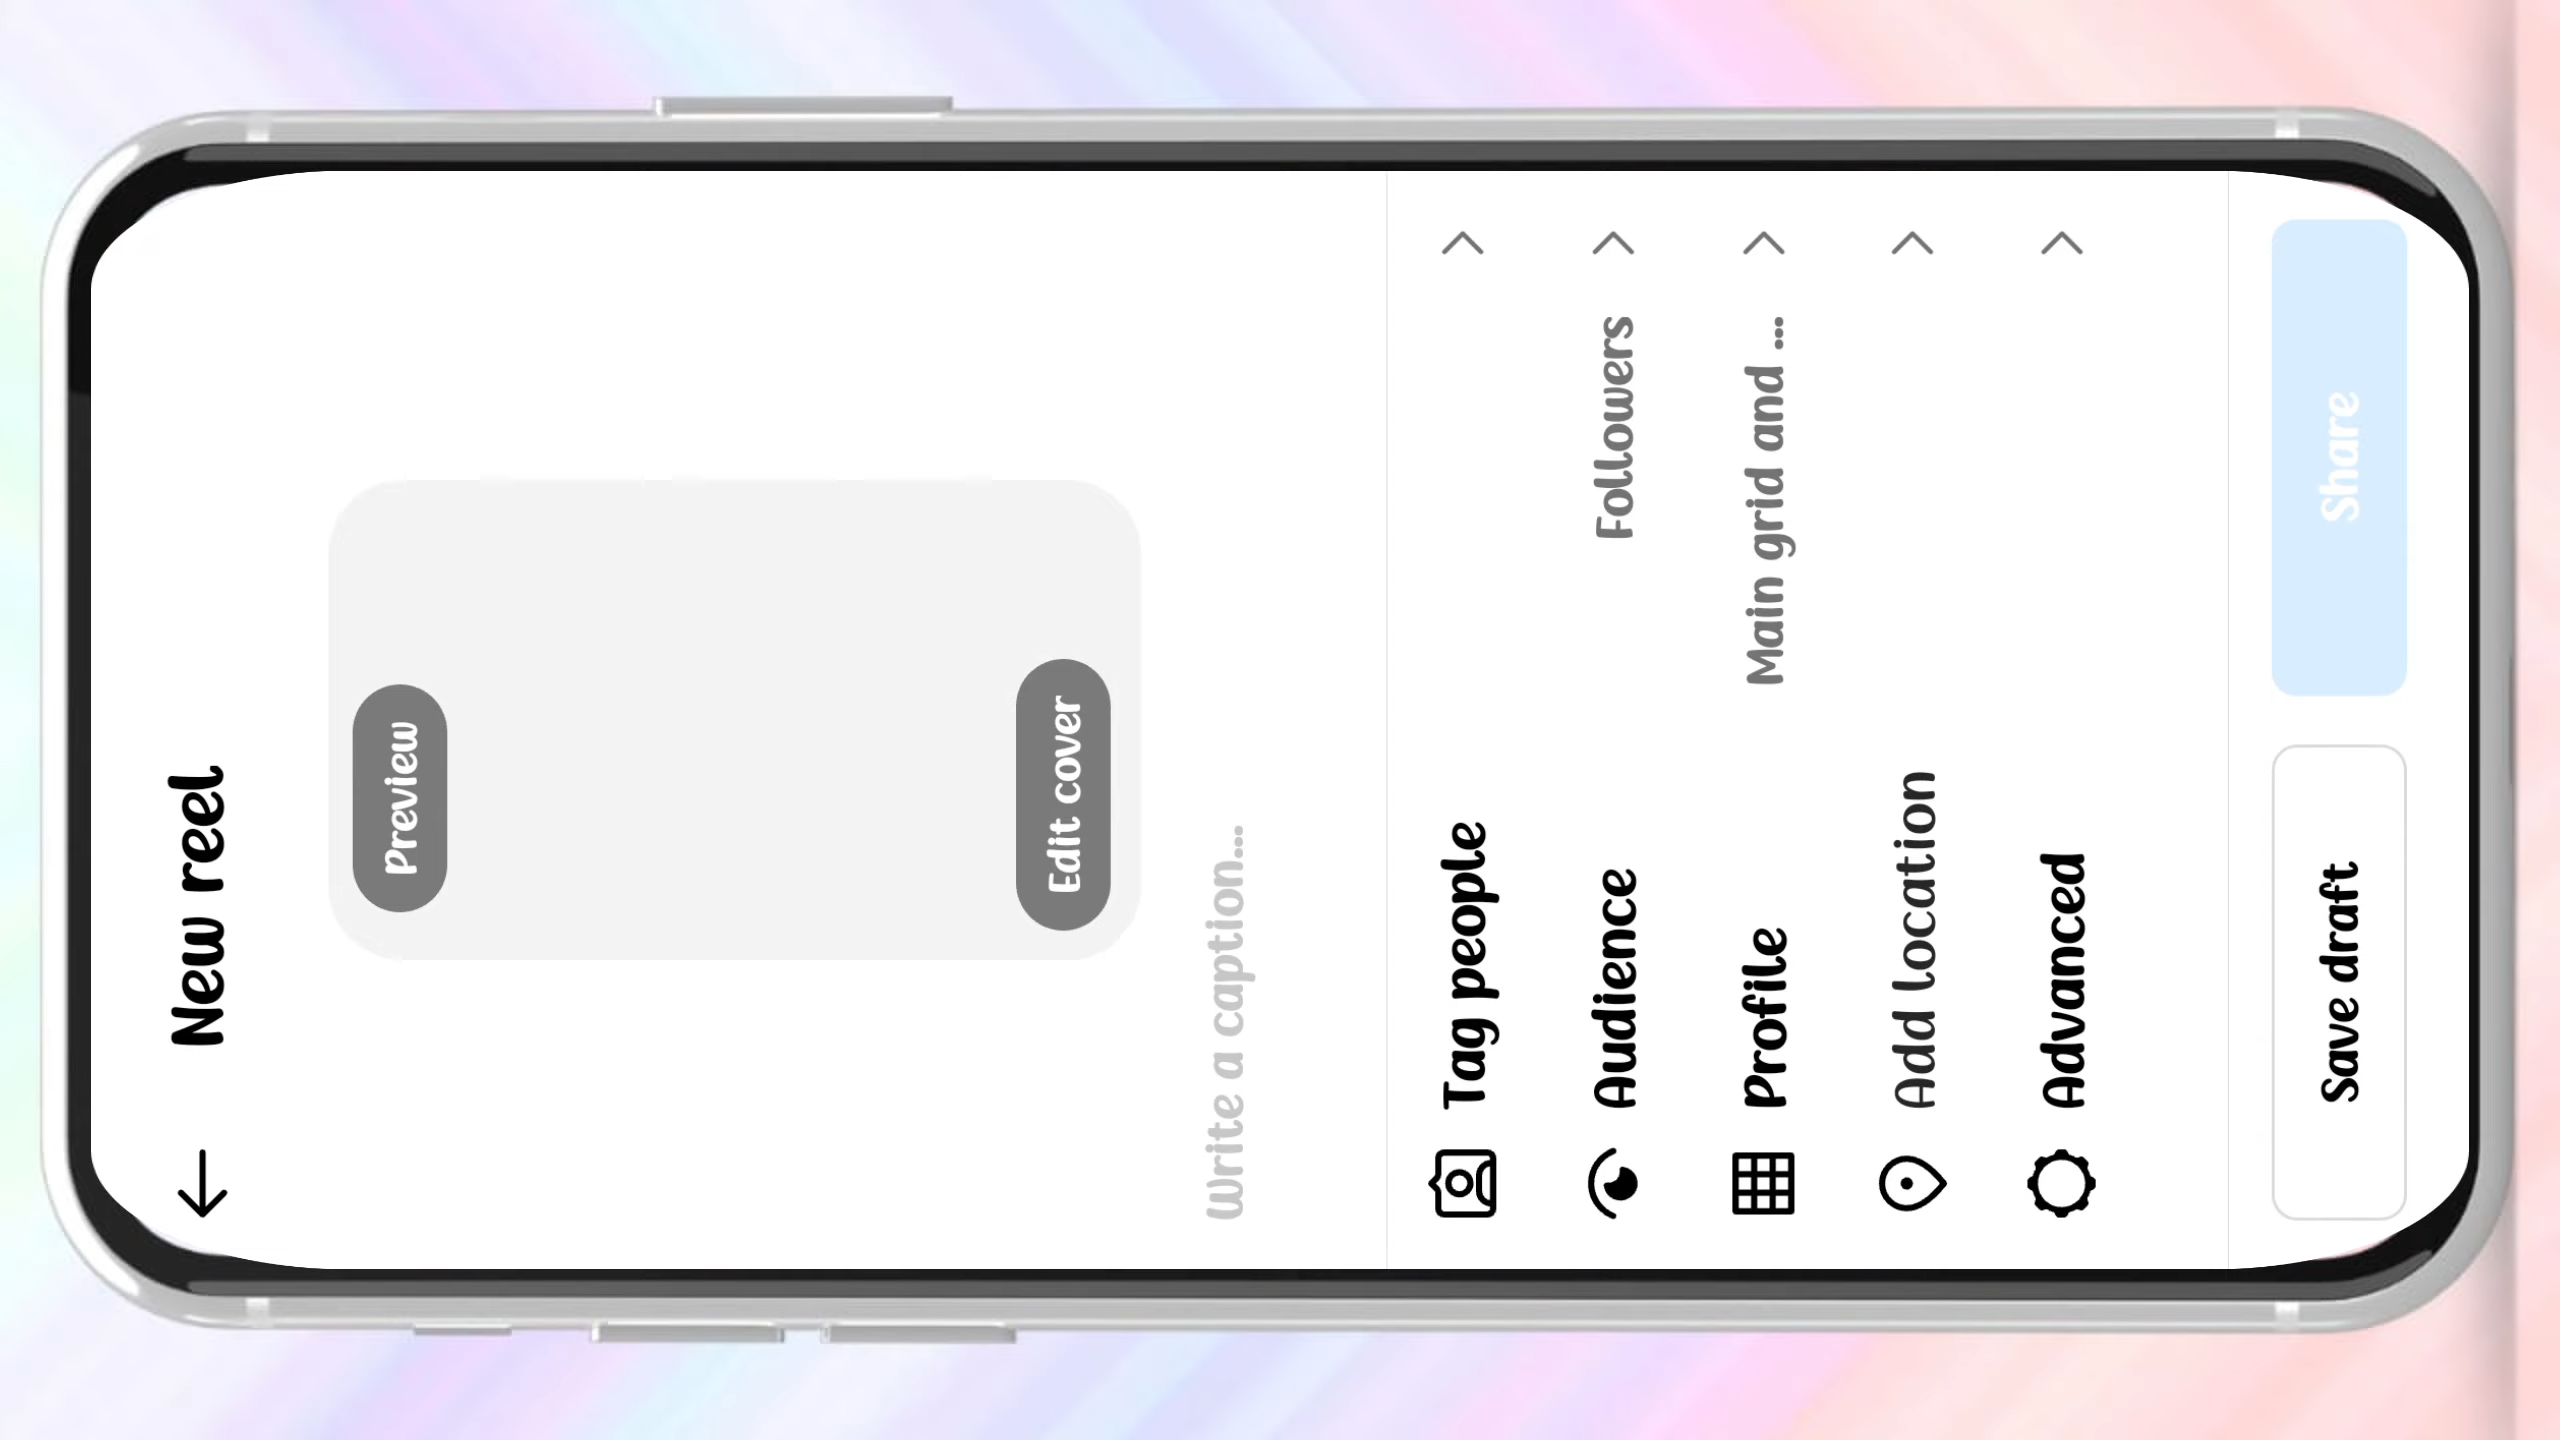 New reel
Preview
Edit cover
Write a caption...
Tag people
Audience Followers
Profile Main grid and ...
Add location
Advanced
Save draft Share